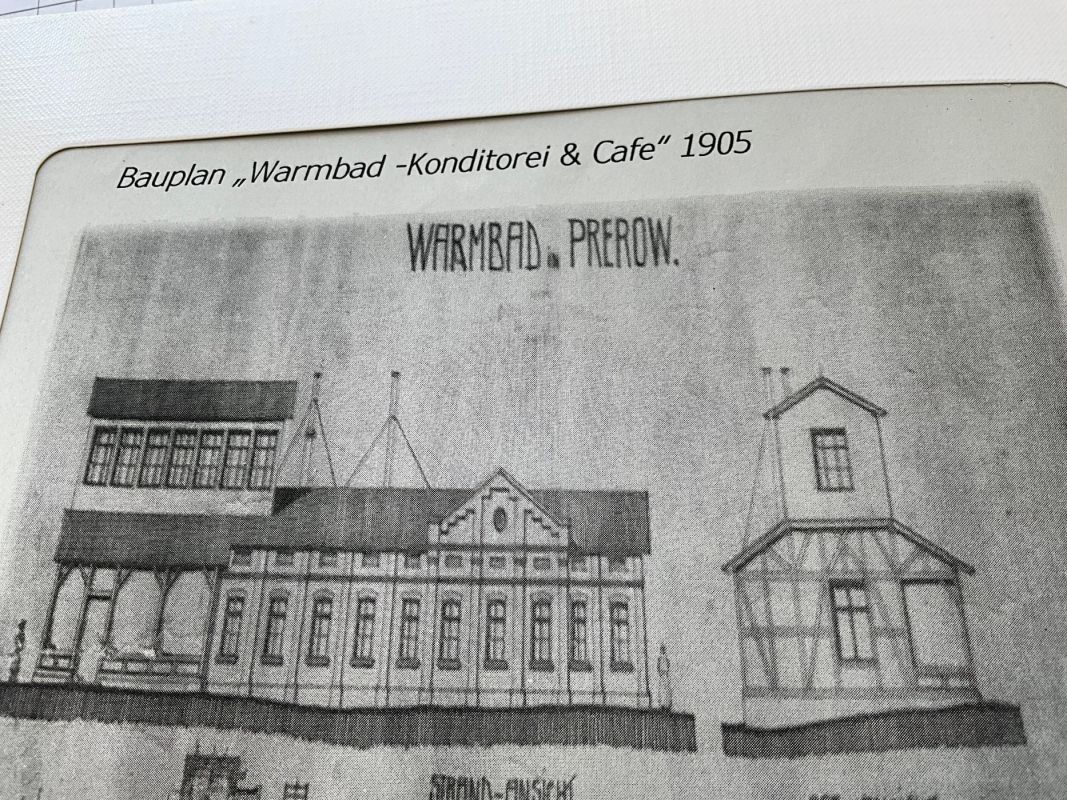 Bauplan „Warmbad -Konditorei & Cafe“ 1905
WARMBAD in PREROW.
STRAND-ANSICHT